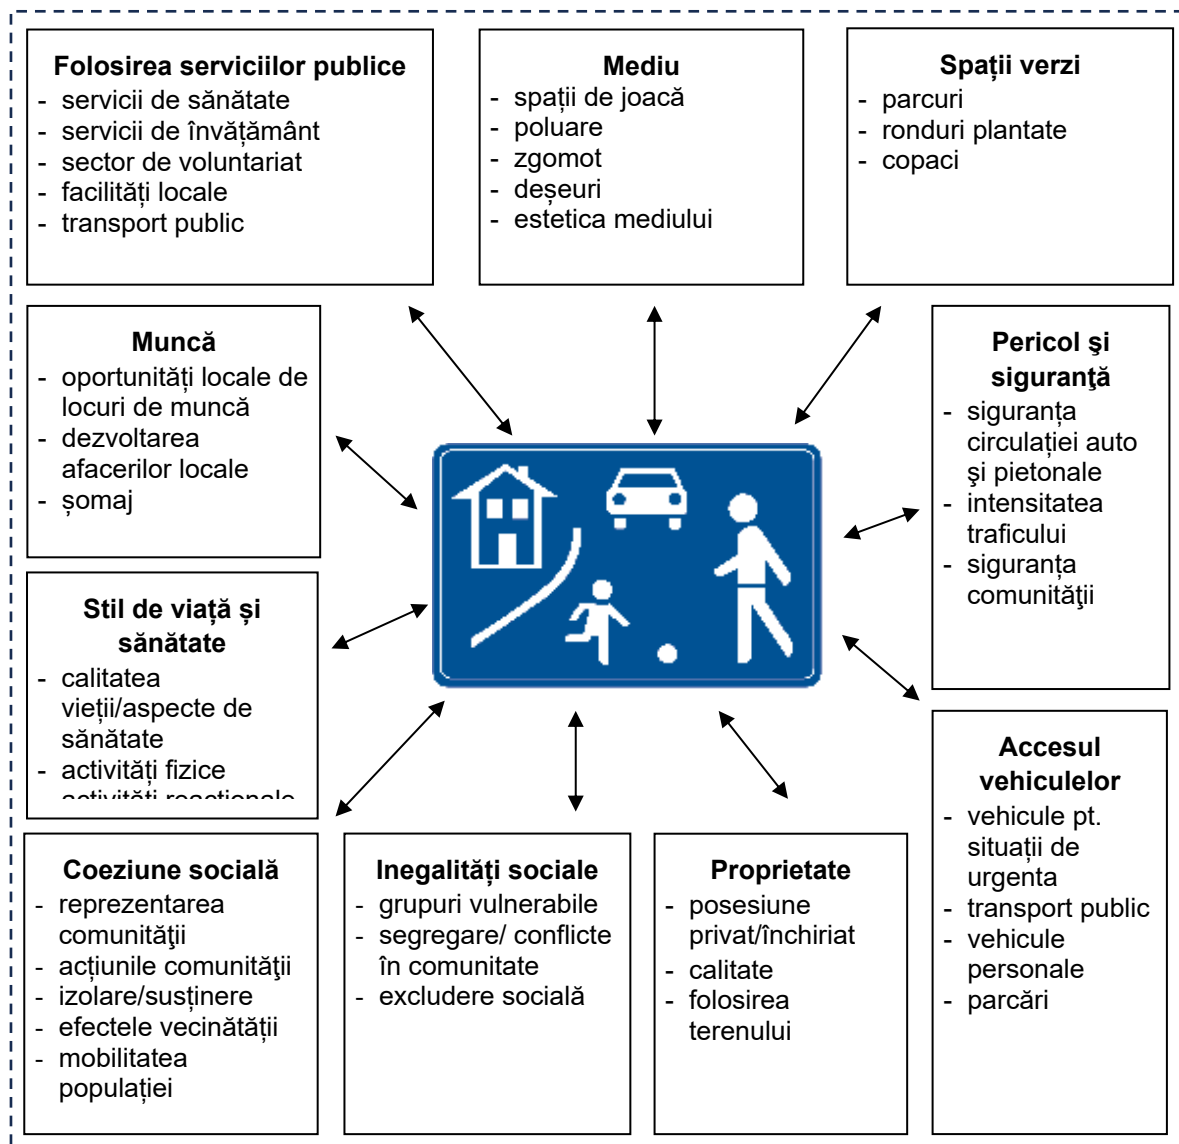 Folosirea serviciilor publice
- servicii de sănătate
- servicii de învățământ
- sector de voluntariat
- facilități locale
- transport public
Mediu
- spații de joacă
- poluare
- zgomot
- deșeuri
- estetica mediului
Spații verzi
- parcuri
- ronduri plantate
- copaci
Muncă
- oportunități locale de
locuri de muncă
- dezvoltarea
afacerilor locale
- șomaj
Pericol şi
siguranţă
- siguranța
circulației auto
şi pietonale
- intensitatea
traficului
- siguranța
comunităţii
Stil de viață și
sănătate
- calitatea
vieții/aspecte de
sănătate
- activități fizice
activități reacționale
Accesul
vehiculelor
- vehicule pt.
situații de
urgenta
- transport public
- vehicule
personale
- parcări
Coeziune socială
- reprezentarea
comunităţii
- acțiunile comunităţii
- izolare/susținere
- efectele vecinătății
- mobilitatea
populației
Inegalități sociale
- grupuri vulnerabile
- segregare/ conflicte
în comunitate
- excludere socială
Proprietate
- posesiune
privat/închiriat
- calitate
- folosirea
terenului